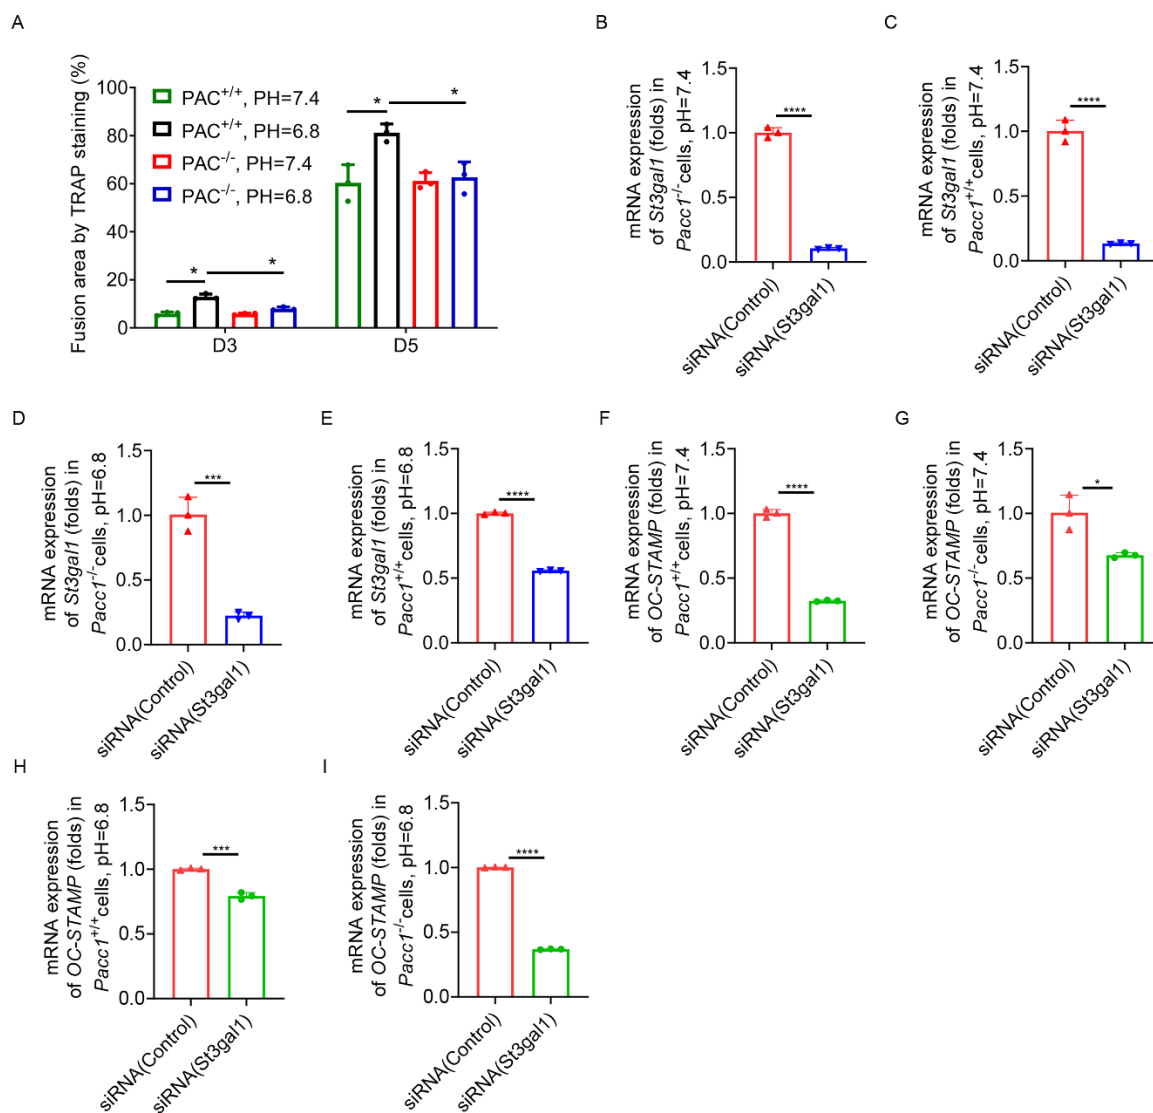 A
Fusion area by TRAP staining (%)
100
80
60
40
20
0
PAC+/+, PH=7.4
PAC+/+, PH=6.8
PAC-/-, PH=7.4
PAC-/-, PH=6.8
*
*
*
*
D3
D5
B
mRNA expression
of St3gal1 (folds) in
Pacc1-/-cells, pH=7.4
1.5
1.0
0.5
0.0
****
siRNA(Control)
siRNA(St3gal1)
C
mRNA expression
of St3gal1 (folds) in
Pacc1+/+cells, pH=7.4
1.5
1.0
0.5
0.0
****
siRNA(Control)
siRNA(St3gal1)
D
mRNA expression
of St3gal1 (folds) in
Pacc1-/-cells, pH=6.8
1.5
1.0
0.5
0.0
***
siRNA(Control)
siRNA(St3gal1)
E
mRNA expression
of St3gal1 (folds) in
Pacc1+/+cells, pH=6.8
1.5
1.0
0.5
0.0
****
siRNA(Control)
siRNA(St3gal1)
F
mRNA expression
of OC-STAMP (folds) in
Pacc1+/+cells, pH=7.4
1.5
1.0
0.5
0.0
****
siRNA(Control)
siRNA(St3gal1)
G
mRNA expression
of OC-STAMP (folds) in
Pacc1-/-cells, pH=7.4
1.5
1.0
0.5
0.0
*
siRNA(Control)
siRNA(St3gal1)
H
mRNA expression
of OC-STAMP (folds) in
Pacc1+/+cells, pH=6.8
1.5
1.0
0.5
0.0
***
siRNA(Control)
siRNA(St3gal1)
I
mRNA expression
of OC-STAMP (folds) in
Pacc1-/-cells, pH=6.8
1.5
1.0
0.5
0.0
****
siRNA(Control)
siRNA(St3gal1)